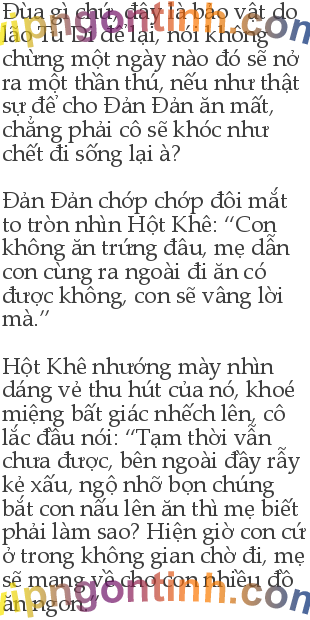 Đùa gì chứ, đây là bảo vật do
lão Tử Tài để lại, nói không
chừng một ngày nào đó sẽ nở
ra một thần thú, nếu như thật
sự để cho Đản Đản ăn mất,
chẳng phải cô sẽ khóc như
chết đi sống lại à?
Đản Đản chớp chớp đôi mắt
to tròn nhìn Hột Khê: “Con
không ăn trứng đâu, mẹ dẫn
con cùng ra ngoài đi ăn có
được không, con sẽ vâng lời
mà.”
Hột Khê nhướng mày nhìn
dáng vẻ thu hút của nó, khoé
miệng bất giác nhếch lên, cô
lắc đầu nói: “Tạm thời vẫn
chưa được, bên ngoài đầy rẫy
kẻ xấu, ngộ nhỡ bọn chúng
bắt con nấu lên ăn thì mẹ biết
phải làm sao? Hiện giờ con cứ
ở trong không gian chờ đi, mẹ
sẽ mang về cho con nhiều đồ
ăn ngon.”
vipngontinh.com